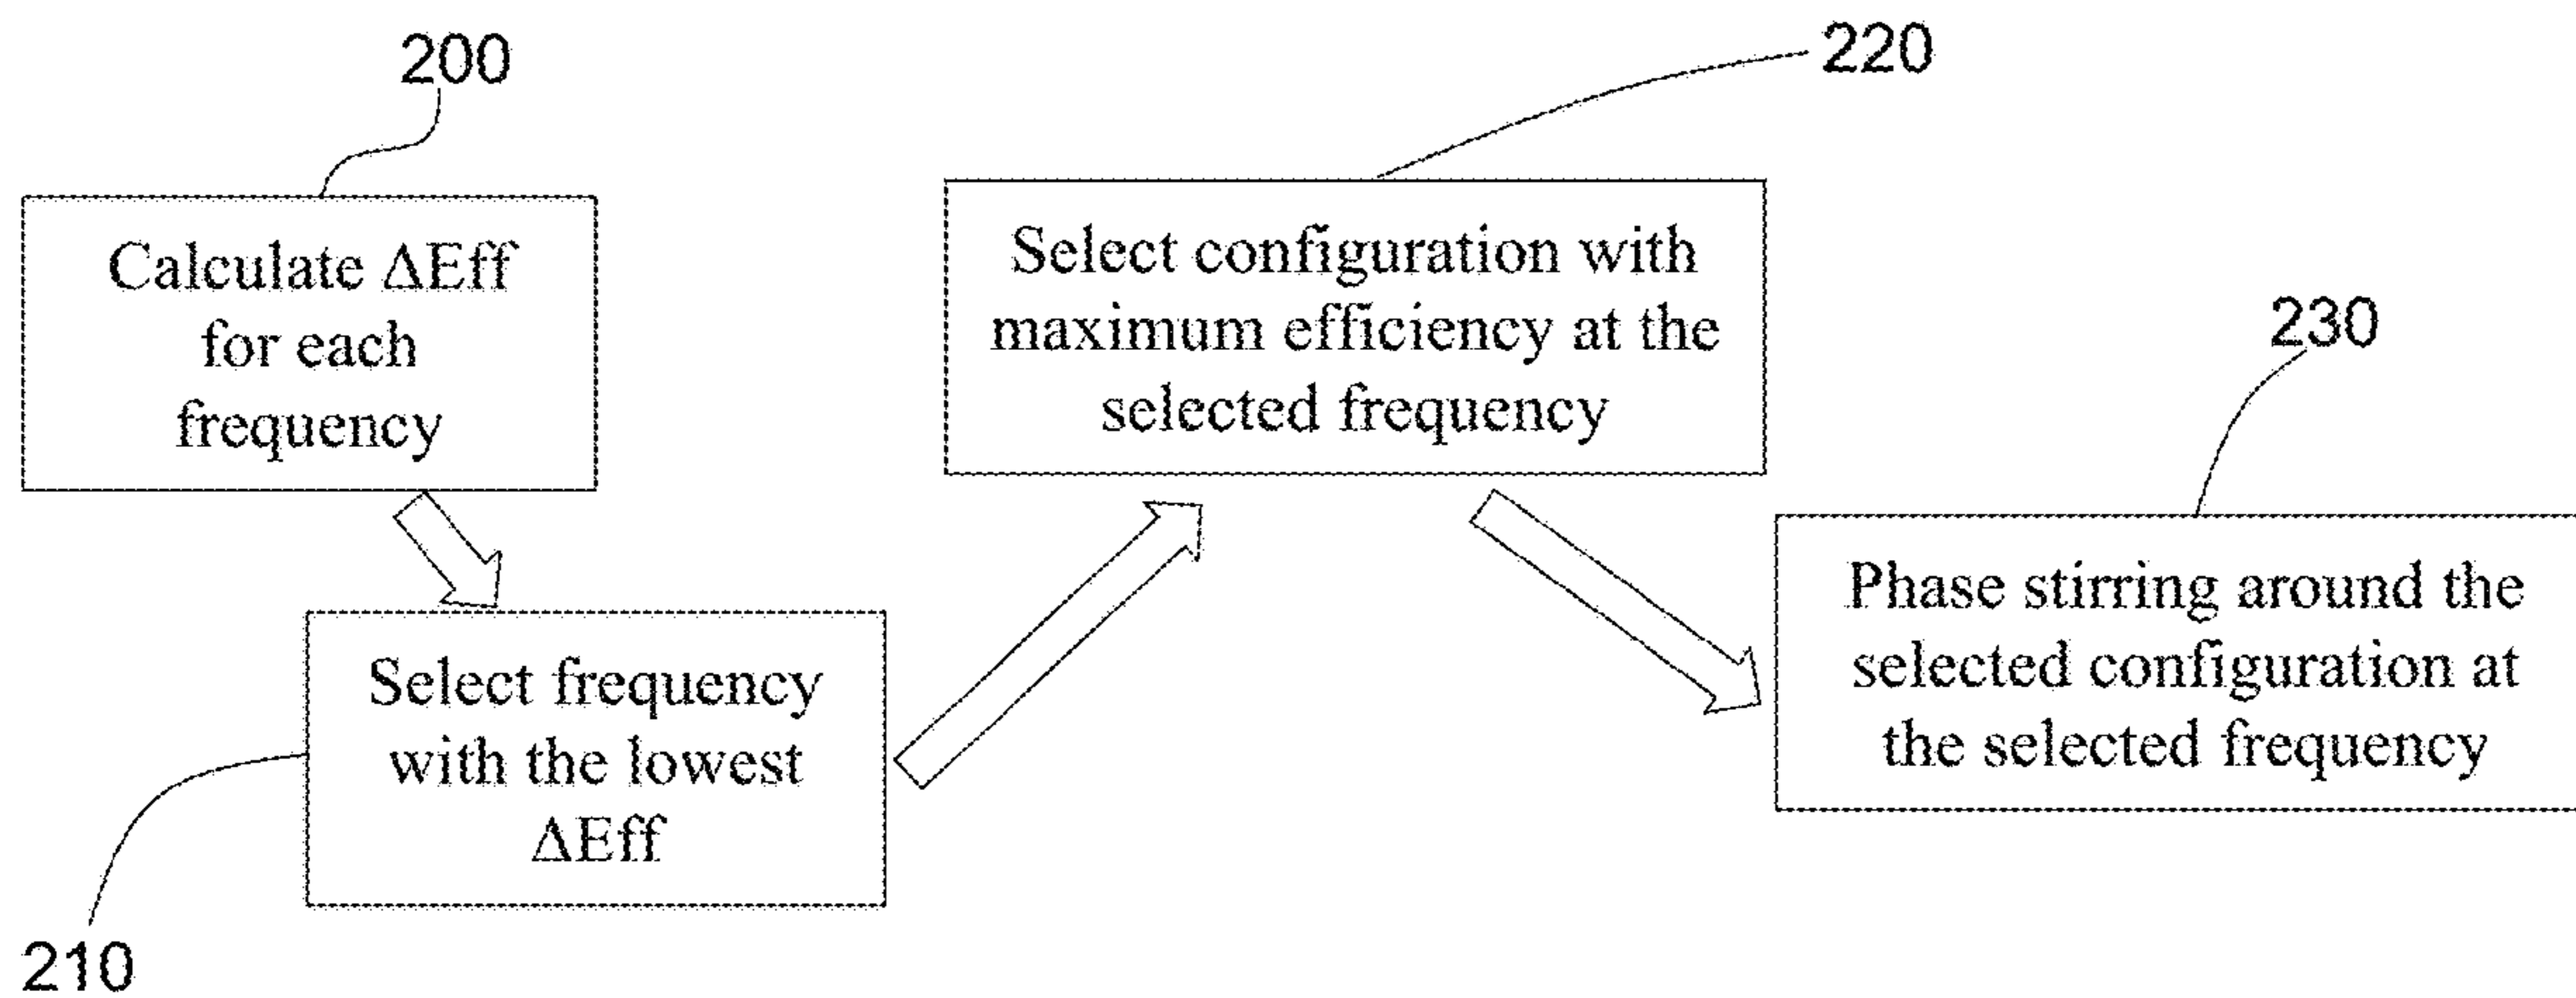 200
Calculate ΔEff
for each
frequency
210
Select frequency
with the lowest
ΔEff
220
Select configuration with
maximum efficiency at the
selected frequency
230
Phase stirring around the
selected configuration at
the selected frequency